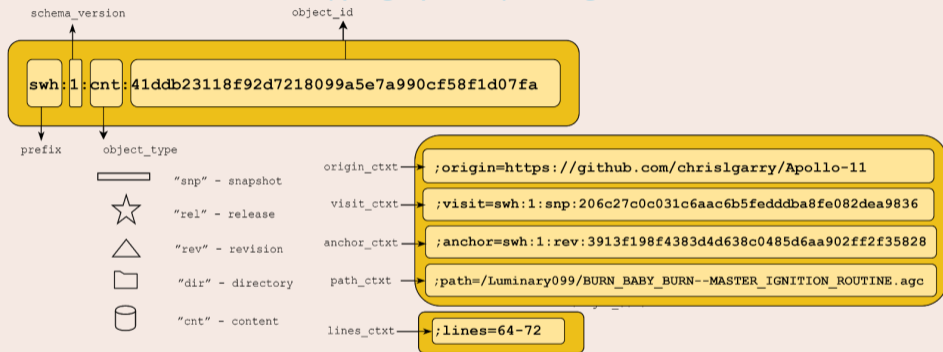 schema_version
object_id
swh:1:cnt:41ddb23118f92d7218099a5e7a990cf58f1d07fa
prefix
object_type
"snp" - snapshot
"rel" - release
"rev" - revision
"dir" - directory
"cnt" - content
origin_ctxt
;origin=https://github.com/chrislgarry/Apollo-11
visit_ctxt
;visit=swh:1:snp:206c27c0c031c6aac6b5fedddba8fe082dea9836
anchor_ctxt
;anchor=swh:1:rev:3913f198f4383d4d638c0485d6aa902ff2f35828
path_ctxt
;path=/Luminary099/BURN_BABY_BURN--MASTER_IGNITION_ROUTINE.agc
lines_ctxt
;lines=64-72